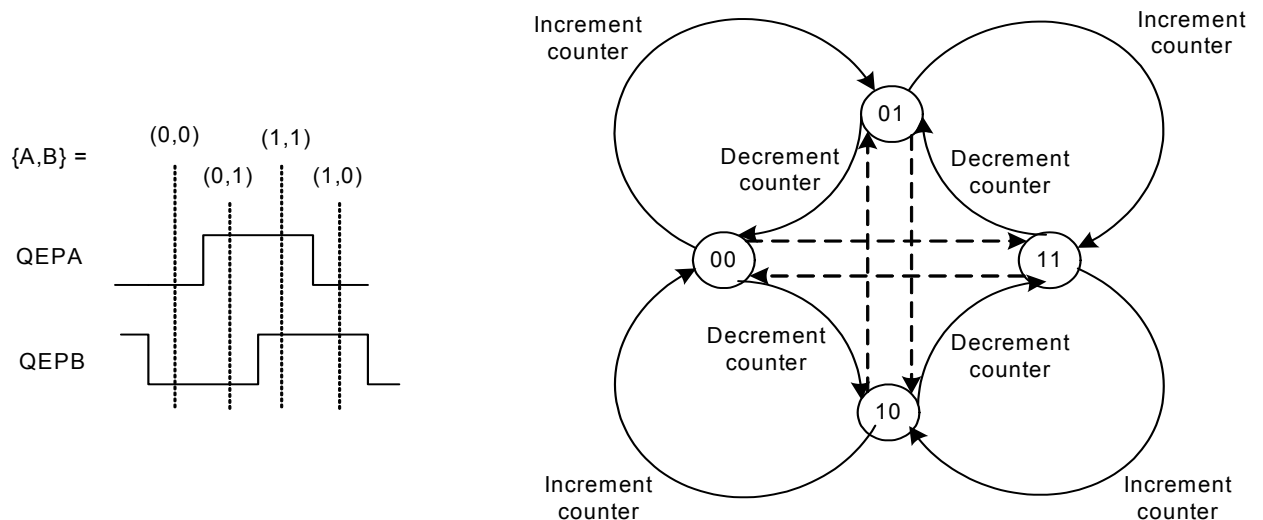 {A,B} =
(0,0)
(0,1)
(1,1)
(1,0)
QEPA
QEPB
Increment
counter
Increment
counter
01
Decrement
counter
Decrement
counter
00
11
Decrement
counter
Decrement
counter
10
Increment
counter
Increment
counter